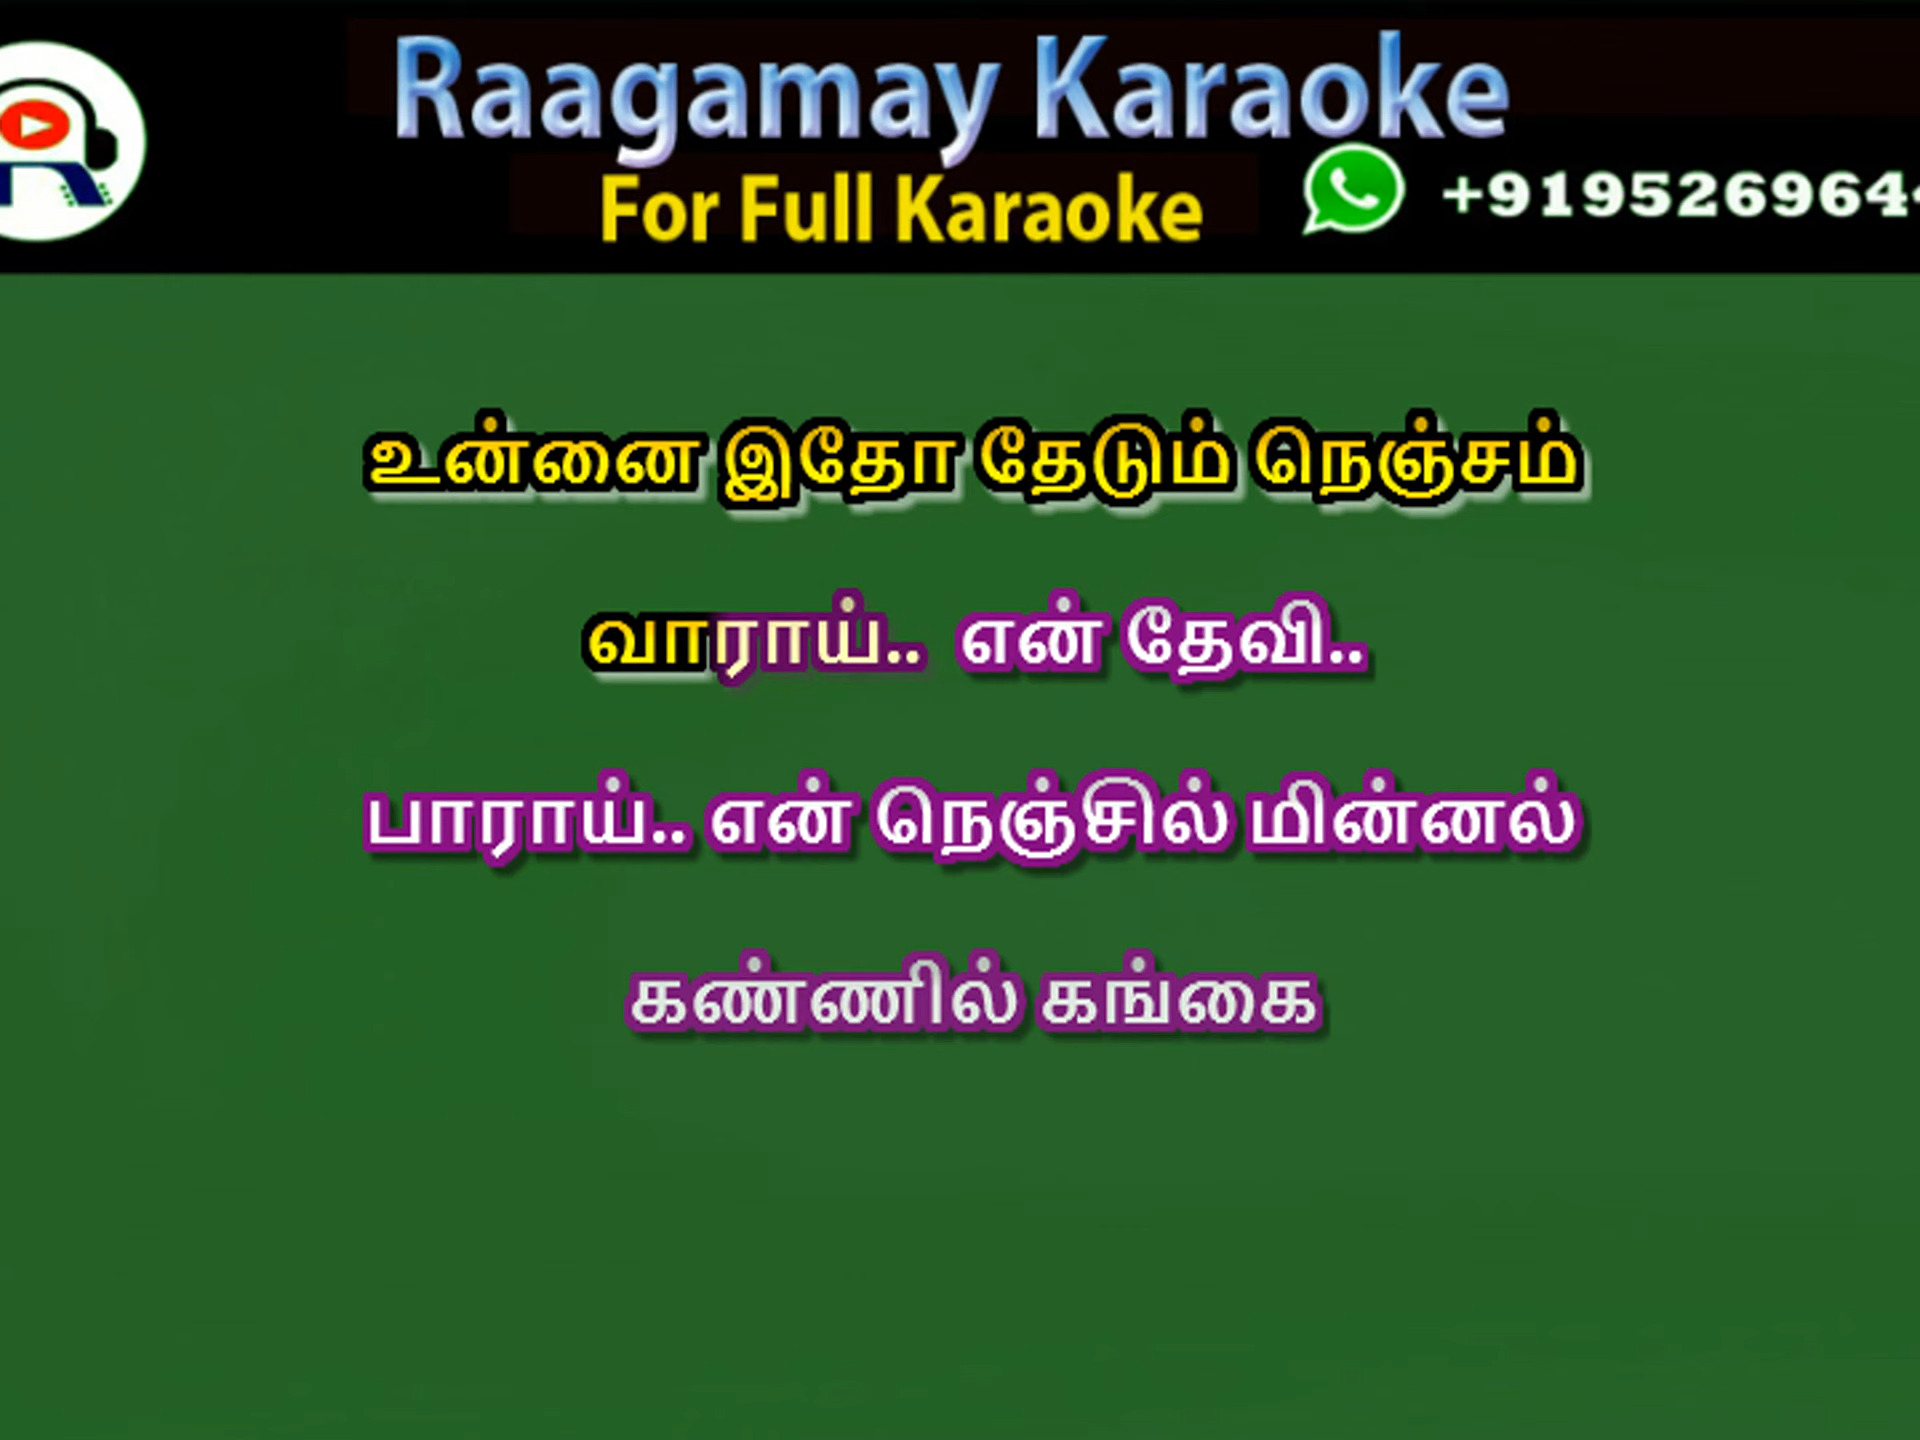 Raagamay Karaoke
For Full Karaoke
உன்னை இதோ தேடும் நெஞ்சம்
வாராய்.. என் தேவி..
பாராய்.. என் நெஞ்சில் மின்னல்
கண்ணில் கங்கை